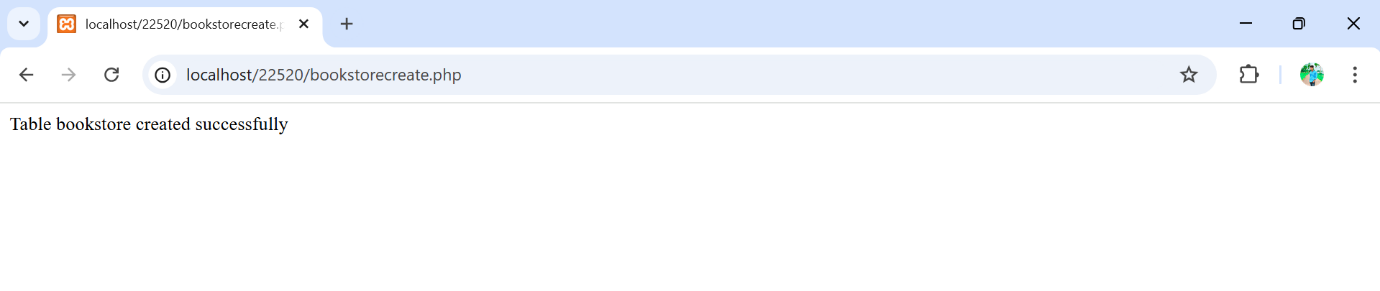 localhost/22520/bookstorecreate.p
localhost/22520/bookstorecreate.php
Table bookstore created successfully